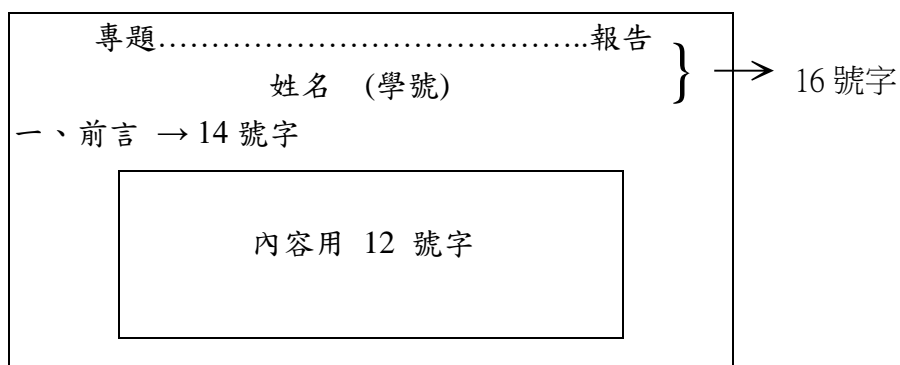 專題……………………………………..報告
姓名 (學號)
} → 16 號字
一、前言 → 14 號字
內容用 12 號字